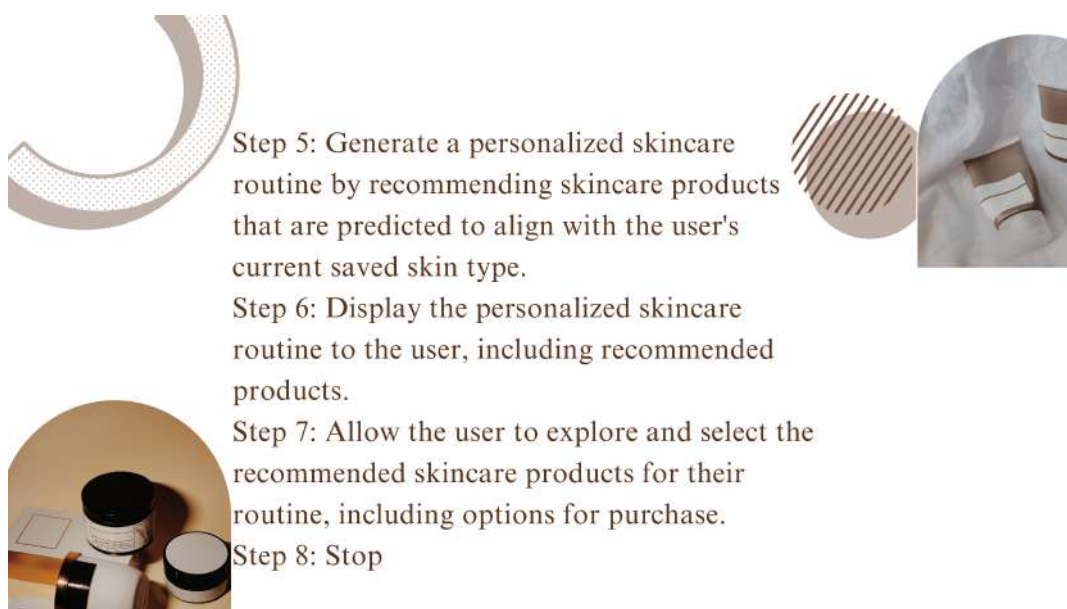 Step 5: Generate a personalized skincare
routine by recommending skincare products
that are predicted to align with the user's
current saved skin type.
Step 6: Display the personalized skincare
routine to the user, including recommended
products.
Step 7: Allow the user to explore and select the
recommended skincare products for their
routine, including options for purchase.
Step 8: Stop